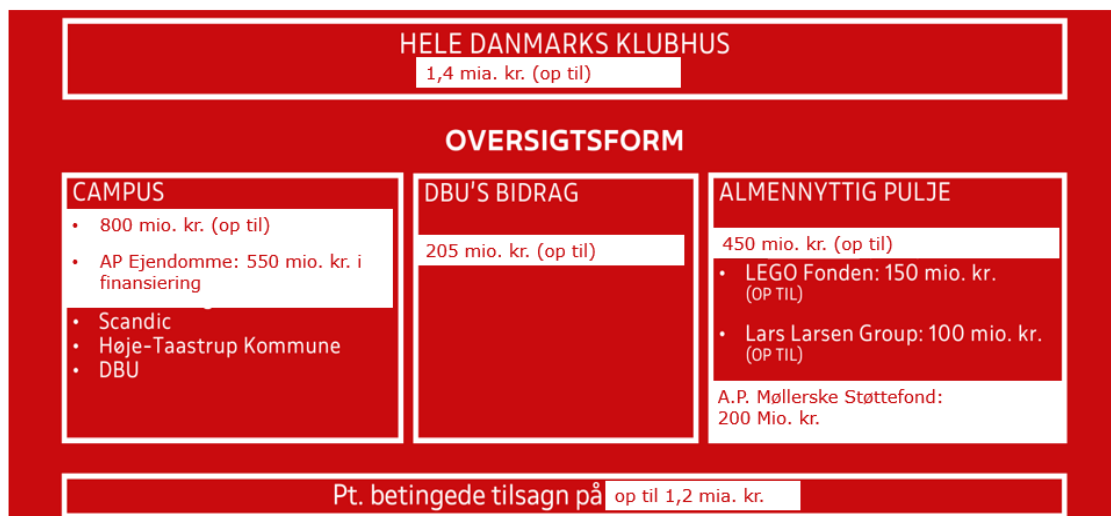 HELE DANMARKS KLUBHUS
1,4 mia. kr. (op til)
OVERSIGTSFORM
CAMPUS
• 800 mio. kr. (op til)
• AP Ejendomme: 550 mio. kr. i
finansiering
• Scandic
• Høje-Taastrup Kommune
• DBU
DBU'S BIDRAG
205 mio. kr. (op til)
ALMENNYTTIG PULJE
450 mio. kr. (op til)
• LEGO Fonden: 150 mio. kr.
(OP TIL)
• Lars Larsen Group: 100 mio. kr.
(OP TIL)
A.P. Møllerske Støttefond:
200 Mio. kr.
Pt. betingede tilsagn på op til 1,2 mia. kr.